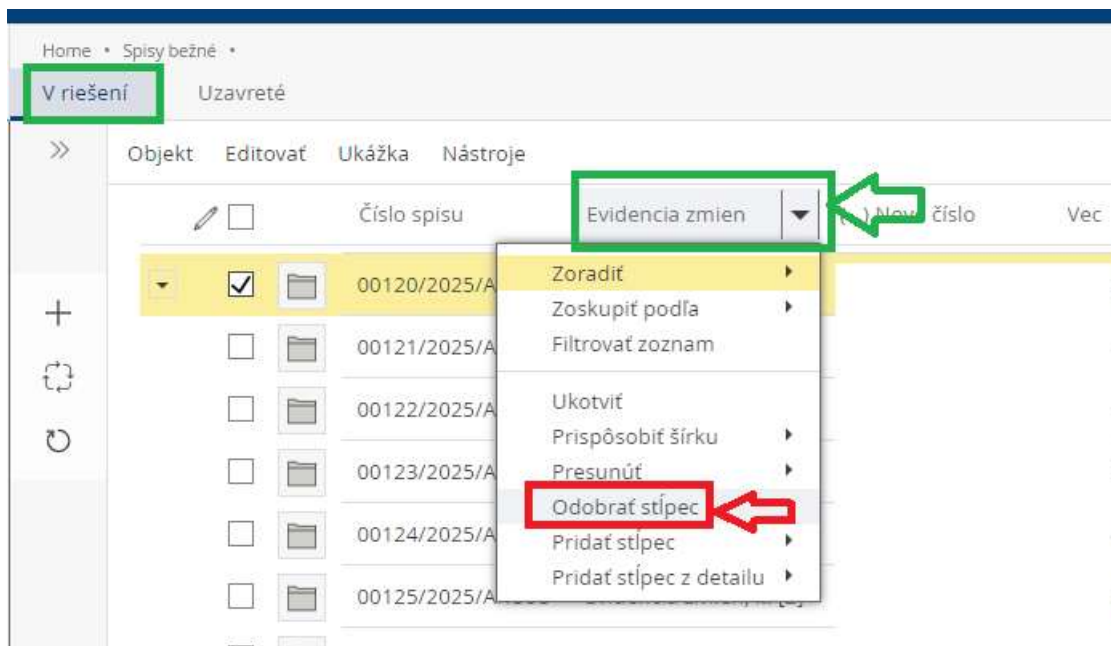 Home • Spisy bežné •
V riešení Uzavreté
Objekt Editovať Ukážka Nástroje
Číslo spisu Evidencia zmien číslo Vec
00120/2025/A
Zoradiť
Zoskupiť podľa
00121/2025/A
Filtrovať zoznam
00122/2025/A
Ukotviť
Prispôsobiť šírku
00123/2025/A
Presunúť
Odobrať stĺpec
00124/2025/A
Pridať stĺpec
Pridať stĺpec z detailu
00125/2025/A